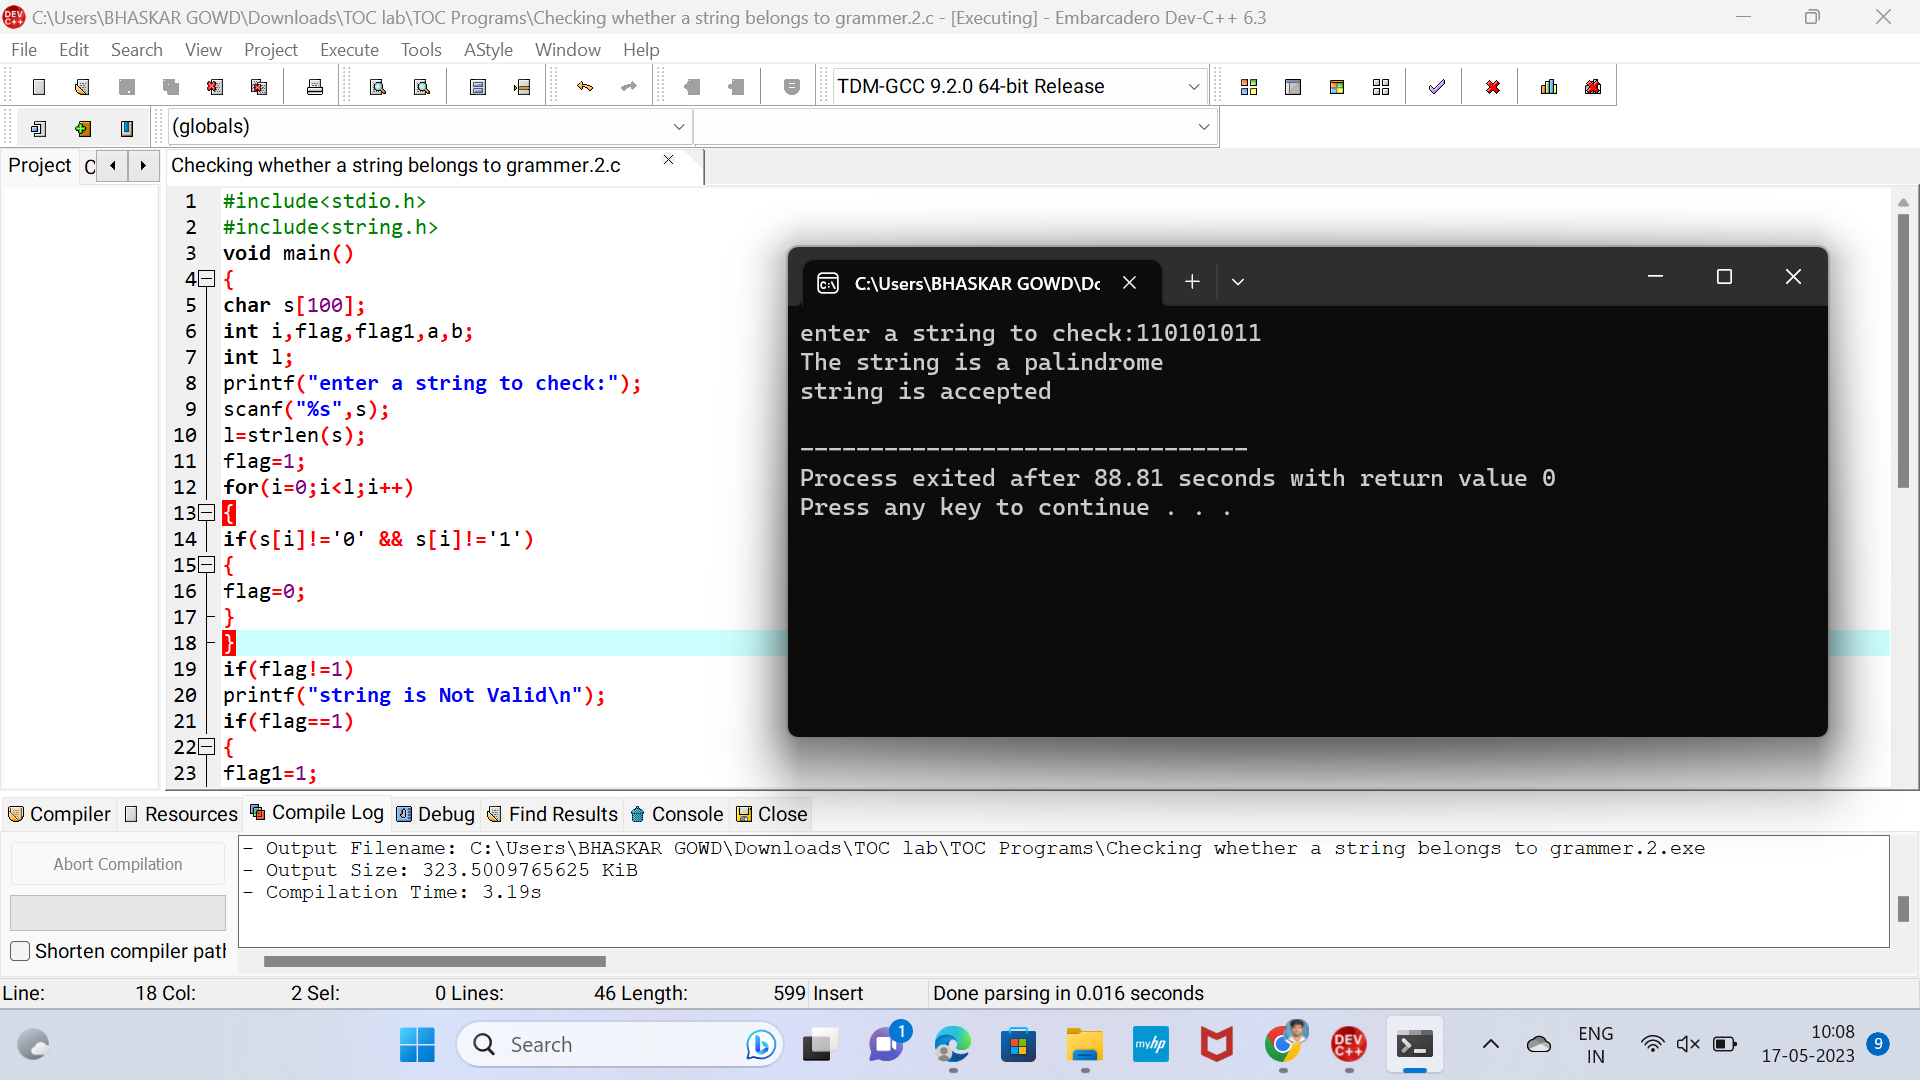 C:\Users\BHASKAR GOWD\Downloads\TOC lab\TOC Programs\Checking whether a string belongs to grammer.2.c - [Executing] - Embarcadero Dev-C++ 6.3
File Edit Search View Project Execute Tools AStyle Window Help
TDM-GCC 9.2.0 64-bit Release
(globals)
Project C
Checking whether a string belongs to grammer.2.c
1 #include<stdio.h>
2 #include<string.h>
3 void main()
4 {
5 char s[100];
6 int i,flag,flag1,a,b;
7 int l;
8 printf("enter a string to check:");
9 scanf("%s",s);
10 l=strlen(s);
11 flag=1;
12 for(i=0;i<l;i++)
13 {
14 if(s[i]!='0' && s[i]!='1')
15 {
16 flag=0;
17 }
18 }
19 if(flag!=1)
20 printf("string is Not Valid\n");
21 if(flag==1)
22 {
23 flag1=1;
C:\Users\BHASKAR GOWD\Dc
enter a string to check:110101011
The string is a palindrome
string is accepted
--------------------------------
Process exited after 88.81 seconds with return value 0
Press any key to continue . . .
Compiler Resources Compile Log Debug Find Results Console Close
Abort Compilation
Shorten compiler path
- Output Filename: C:\Users\BHASKAR GOWD\Downloads\TOC lab\TOC Programs\Checking whether a string belongs to grammer.2.exe
- Output Size: 323.5009765625 KiB
- Compilation Time: 3.19s
Line: 18 Col: 2 Sel: 0 Lines: 46 Length: 599 Insert Done parsing in 0.016 seconds
Search
1
myhp
DEV C++
ENG
IN
10:08
17-05-2023
9